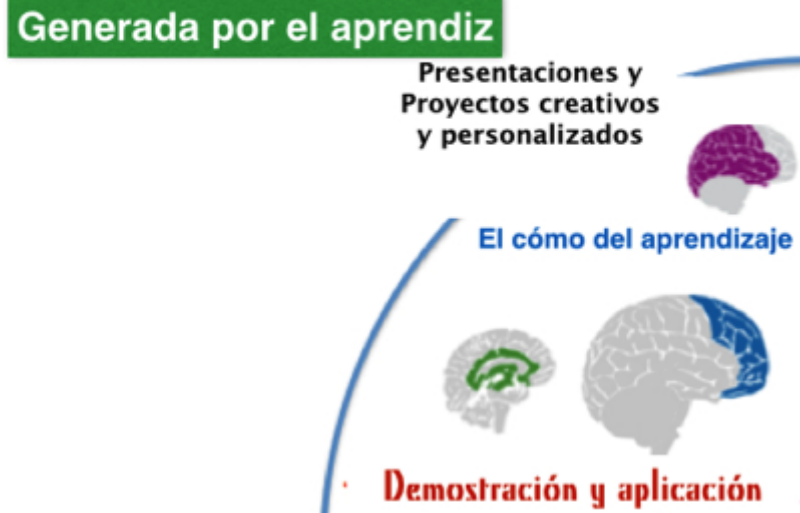 Generada por el aprendiz
Presentaciones y
Proyectos creativos
y personalizados
El cómo del aprendizaje
Demostración y aplicación